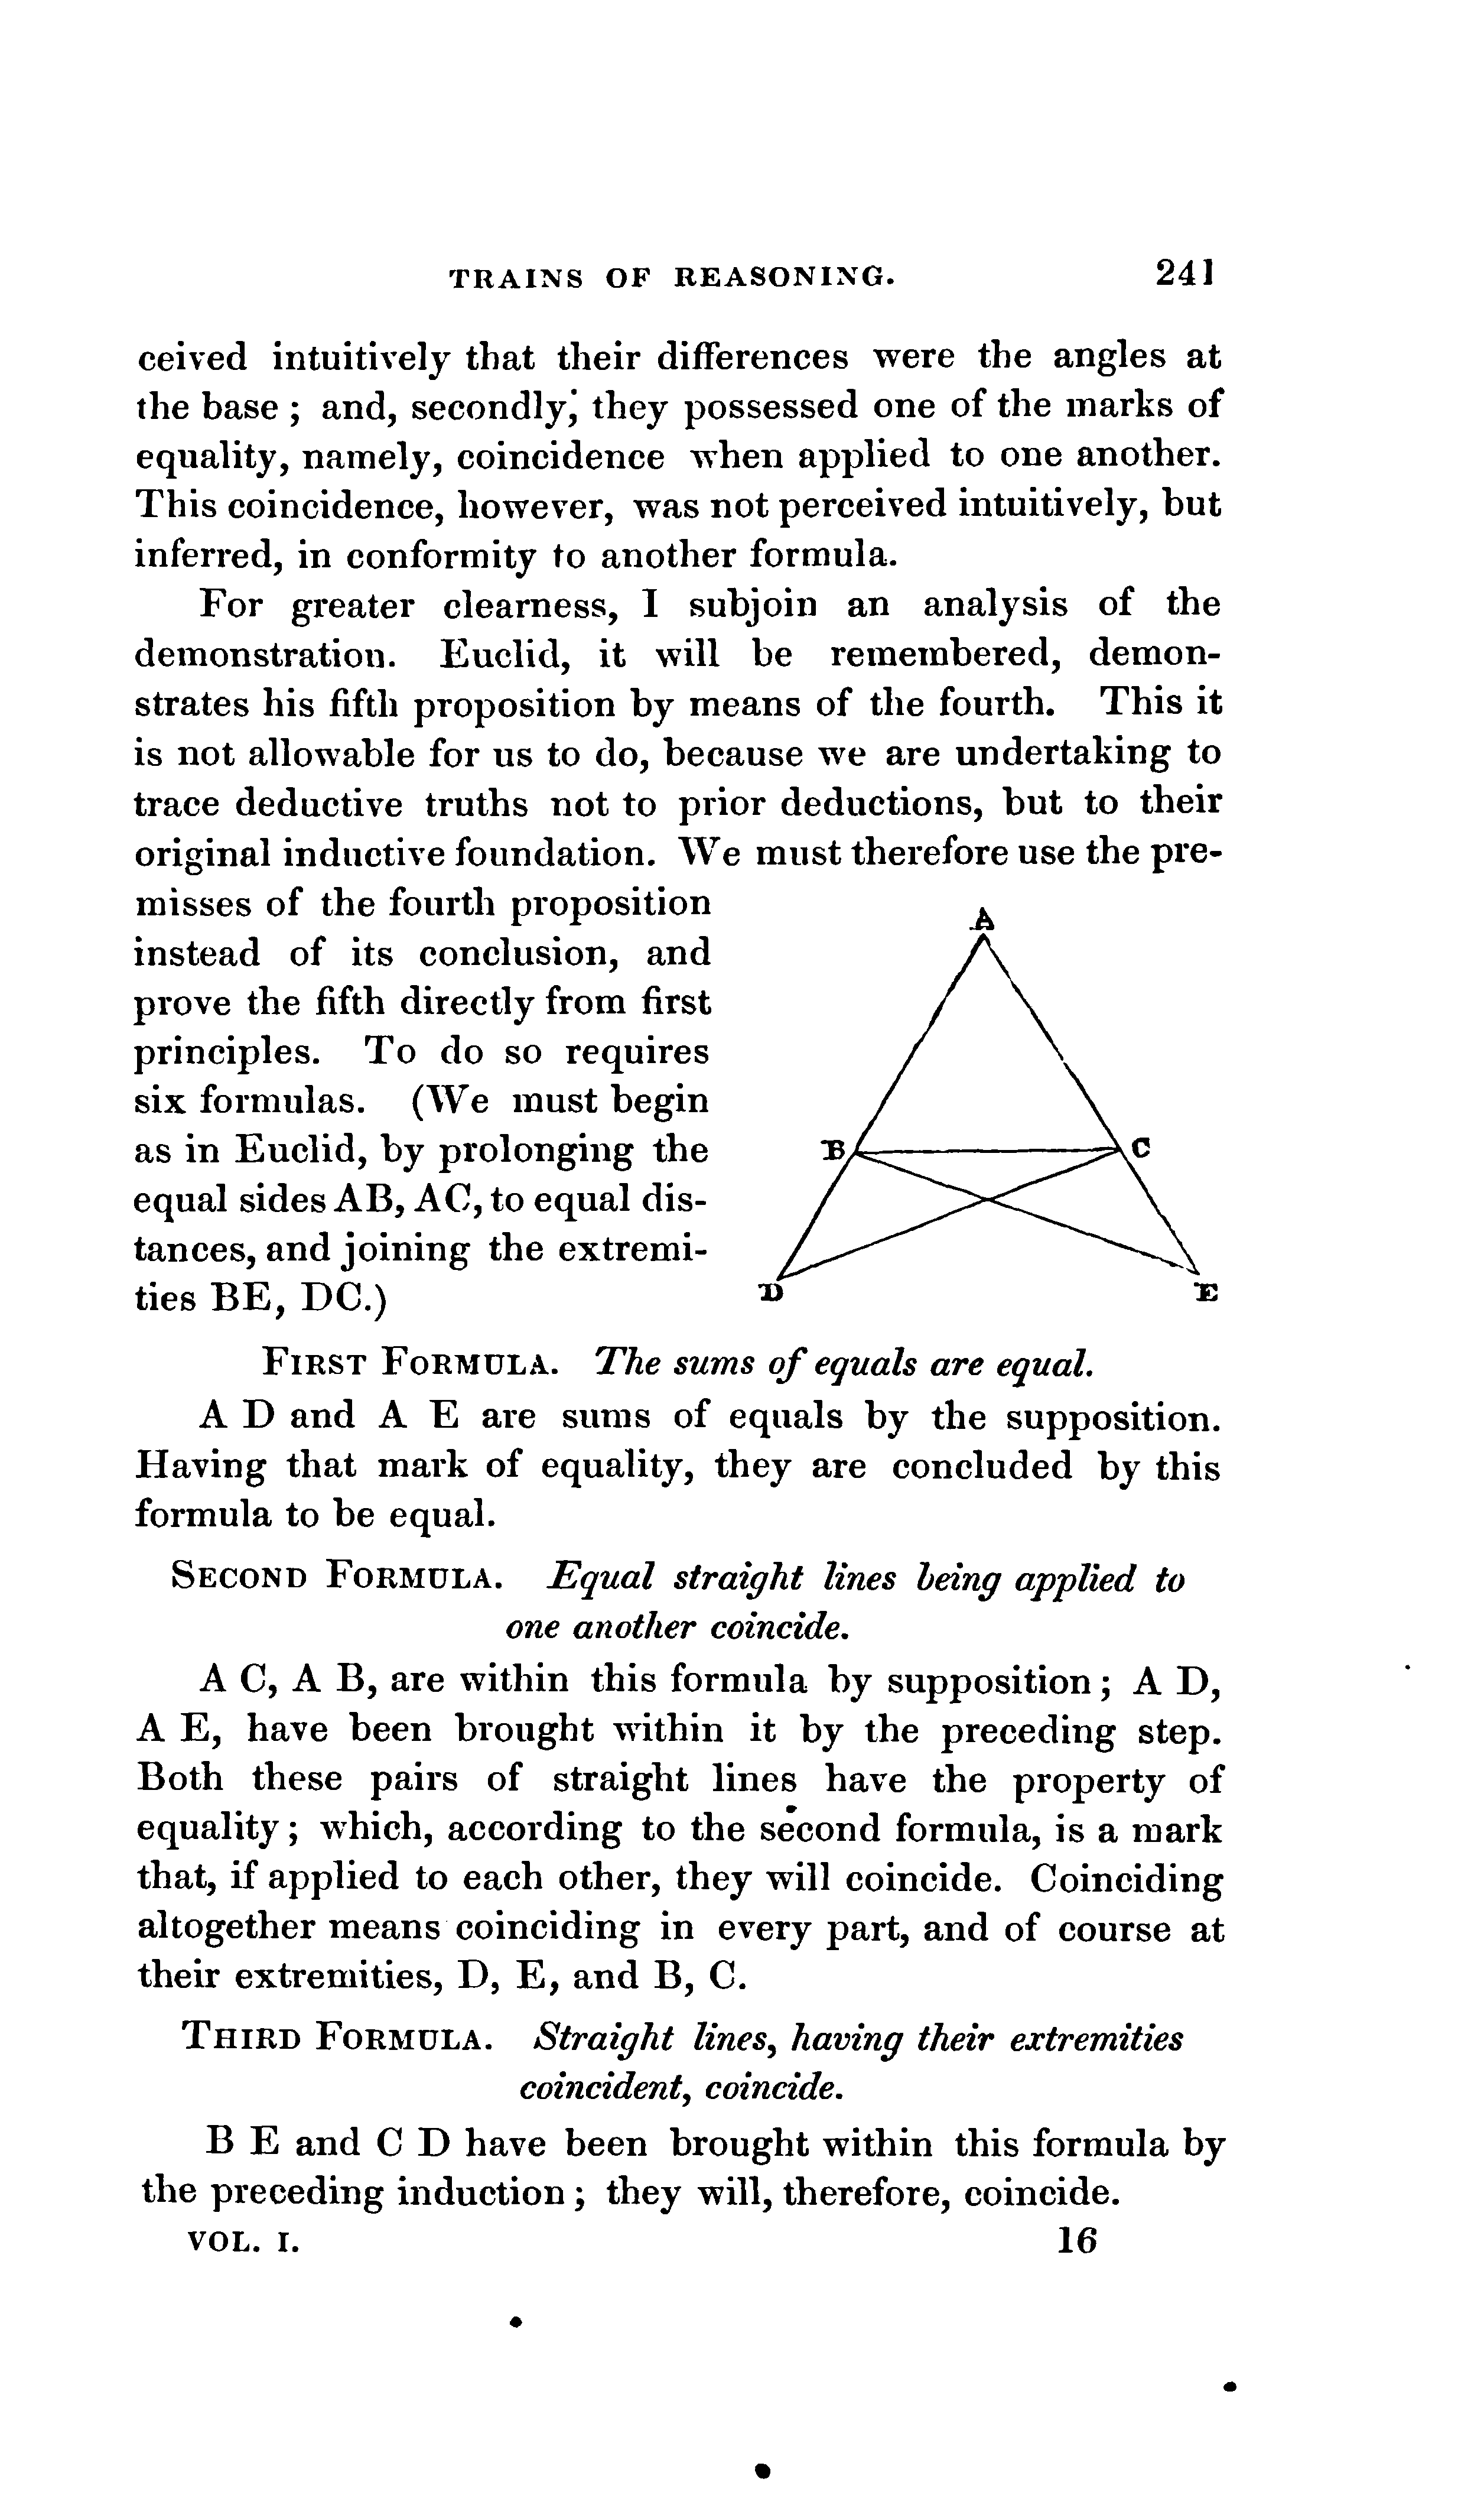 TRAINS OF REASONING. 241
ceived intuitively that their differences were the angles at
the base ; and, secondly, they possessed one of the marks of
equality, namely, coincidence when applied to one another.
This coincidence, however, was not perceived intuitively, but
inferred, in conformity to another formula.
For greater clearness, I subjoin an analysis of the
demonstration. Euclid, it will be remembered, demon-
strates his fifth proposition by means of the fourth. This it
is not allowable for us to do, because we are undertaking to
trace deductive truths not to prior deductions, but to their
original inductive foundation. We must therefore use the pre-
misses of the fourth proposition
instead of its conclusion, and
prove the fifth directly from first
principles. To do so requires
six formulas. (We must begin
as in Euclid, by prolonging the
equal sides AB, AC, to equal dis-
tances, and joining the extremi-
ties BE, DC.)
A
B
C
D
E
FIRST FORMULA. The sums of equals are equal.
A D and A E are sums of equals by the supposition.
Having that mark of equality, they are concluded by this
formula to be equal.
SECOND FORMULA. Equal straight lines being applied to
one another coincide.
A C, A B, are within this formula by supposition ; A D,
A E, have been brought within it by the preceding step.
Both these pairs of straight lines have the property of
equality ; which, according to the second formula, is a mark
that, if applied to each other, they will coincide. Coinciding
altogether means coinciding in every part, and of course at
their extremities, D, E, and B, C.
THIRD FORMULA. Straight lines, having their extremities
coincident, coincide.
B E and C D have been brought within this formula by
the preceding induction ; they will, therefore, coincide.
VOL. I. 16